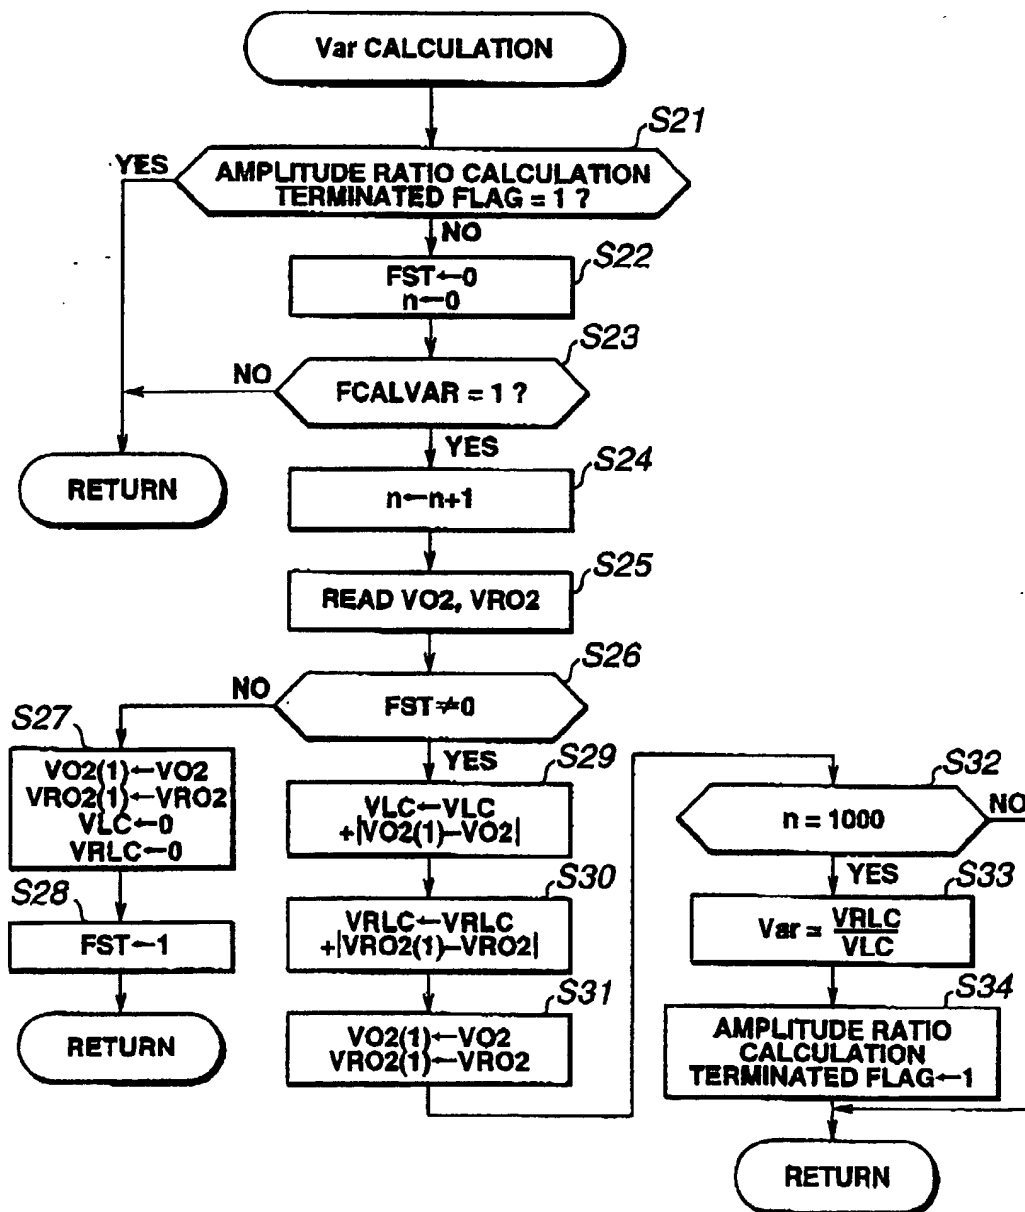 Var CALCULATION
S21
YES
AMPLITUDE RATIO CALCULATION
TERMINATED FLAG = 1 ?
NO
S22
FST←0
n←0
S23
NO
FCALVAR = 1 ?
YES
RETURN
S24
n←n+1
S25
READ VO2, VRO2
S26
NO
FST≠0
YES
S27
VO2(1)←VO2
VRO2(1)←VRO2
VLC←0
VRLC←0
S28
FST←1
RETURN
S29
VLC←VLC
+|VO2(1)−VO2|
S30
VRLC←VRLC
+|VRO2(1)−VRO2|
S31
VO2(1)←VO2
VRO2(1)←VRO2
S32
n = 1000
NO
YES
S33
Var = VRLC
VLC
S34
AMPLITUDE RATIO
CALCULATION
TERMINATED FLAG←1
RETURN